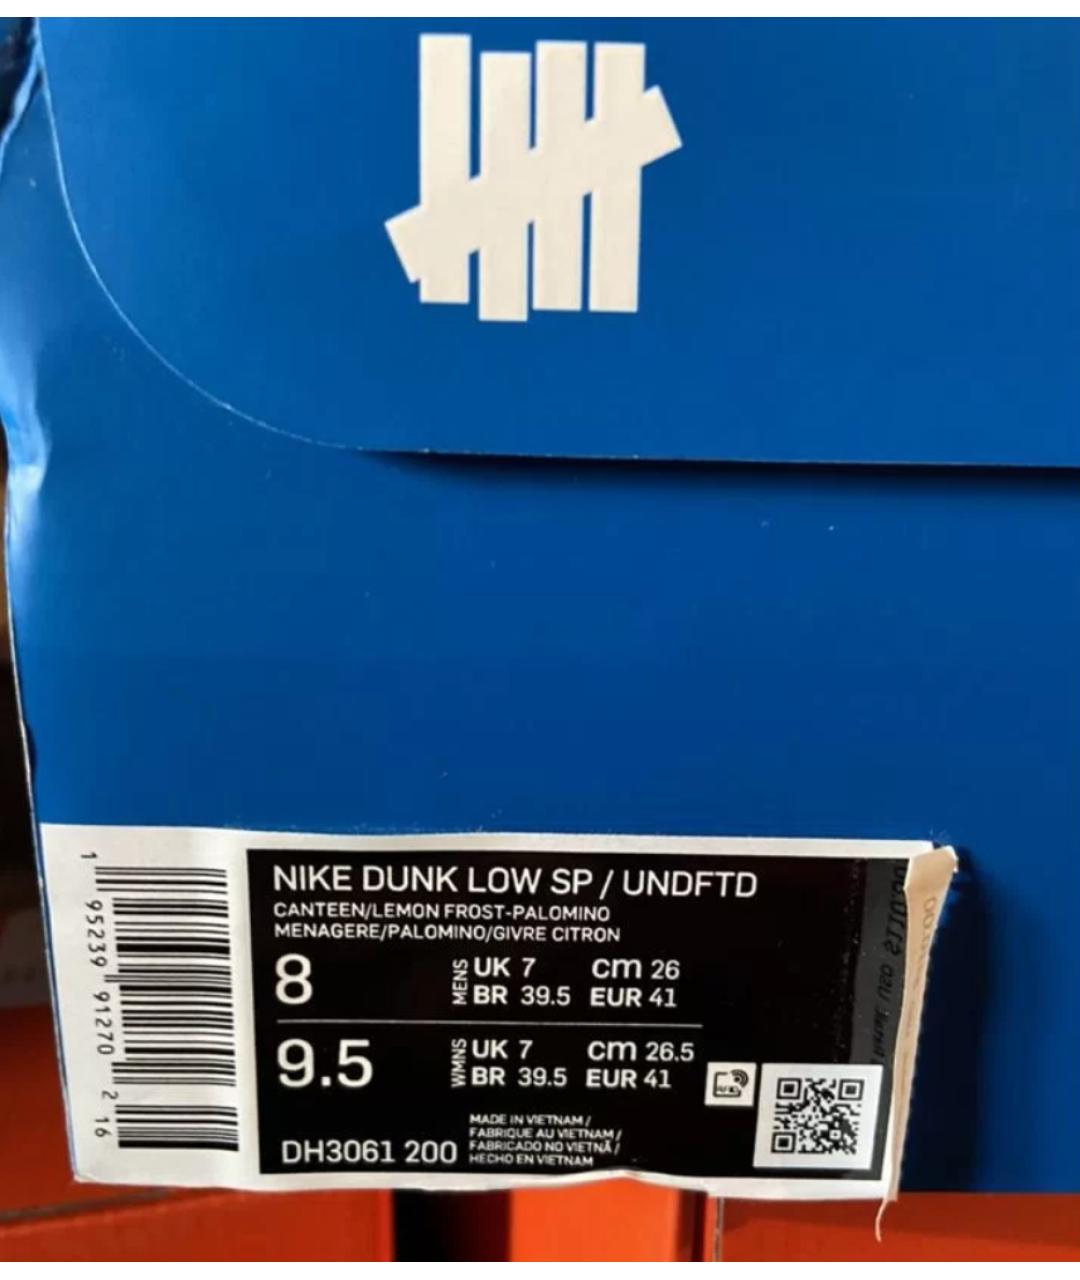 NIKE DUNK LOW SP / UNDFTD
CANTEEN/LEMON FROST-PALOMINO
MENAGERE/PALOMINO/GIVRE CITRON
8 MENS UK 7 cm 26
BR 39.5 EUR 41
9.5 WMNS UK 7 cm 26.5
BR 39.5 EUR 41
DH3061 200
MADE IN VIETNAM /
FABRIQUE AU VIETNAM /
FABRICADO NO VIETNÃ /
HECHO EN VIETNAM
1 95239 91270 2 16